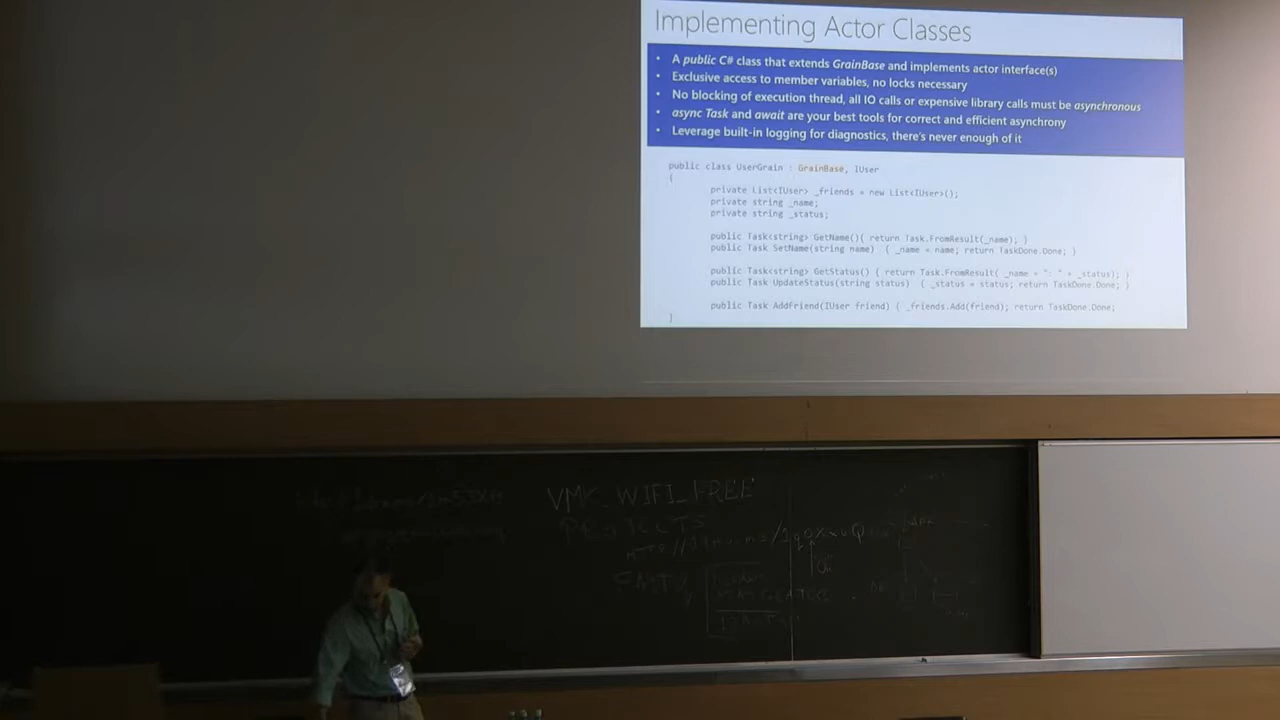 Implementing Actor Classes
• A public C# class that extends GrainBase and implements actor interface(s)
• Exclusive access to member variables, no locks necessary
• No blocking of execution thread, all IO calls or expensive library calls must be asynchronous
• async Task and await are your best tools for correct and efficient asynchrony
• Leverage built-in logging for diagnostics, there's never enough of it
public class UserGrain : GrainBase, IUser
{
private List<IUser> _friends = new List<IUser>();
private string _name;
private string _status;
public Task<string> GetName(){ return Task.FromResult(_name); }
public Task SetName(string name) { _name = name; return TaskDone.Done; }
public Task<string> GetStatus() { return Task.FromResult( _name + ": " + _status); }
public Task UpdateStatus(string status) { _status = status; return TaskDone.Done; }
public Task AddFriend(IUser friend) { _friends.Add(friend); return TaskDone.Done;
}
VMK_WIFI_FREE